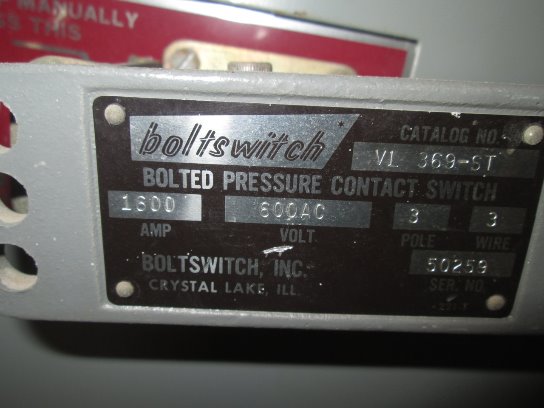 MANUALLY
THIS
boltswitch
CATALOG NO.
VL 369-ST
BOLTED PRESSURE CONTACT SWITCH
1600 600AC 3 3
AMP VOLT POLE WIRE
BOLTSWITCH, INC.
50259
CRYSTAL LAKE, ILL. SER. NO.